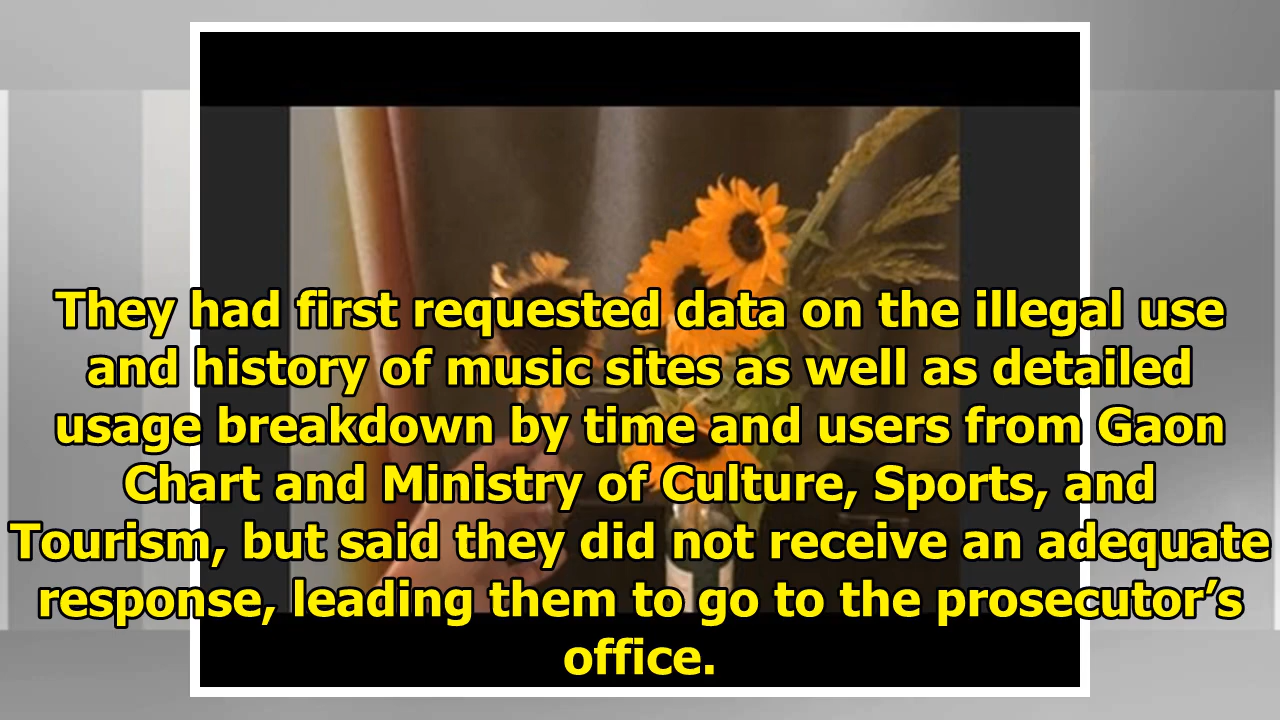 They had first requested data on the illegal use
and history of music sites as well as detailed
usage breakdown by time and users from Gaon
Chart and Ministry of Culture, Sports, and
Tourism, but said they did not receive an adequate
response, leading them to go to the prosecutor’s
office.